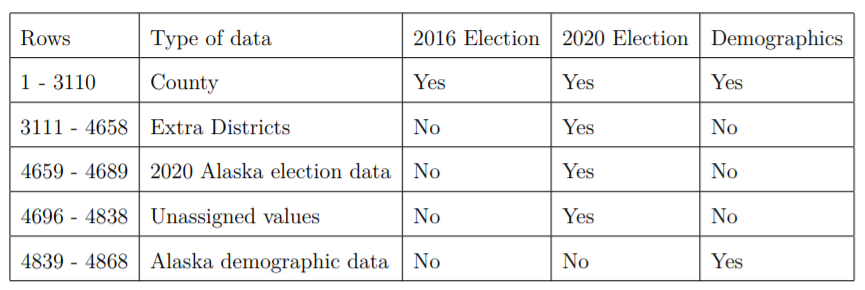 Rows Type of data 2016 Election 2020 Election Demographics
1 - 3110 County Yes Yes Yes
3111 - 4658 Extra Districts No Yes No
4659 - 4689 2020 Alaska election data No Yes No
4696 - 4838 Unassigned values No Yes No
4839 - 4868 Alaska demographic data No No Yes